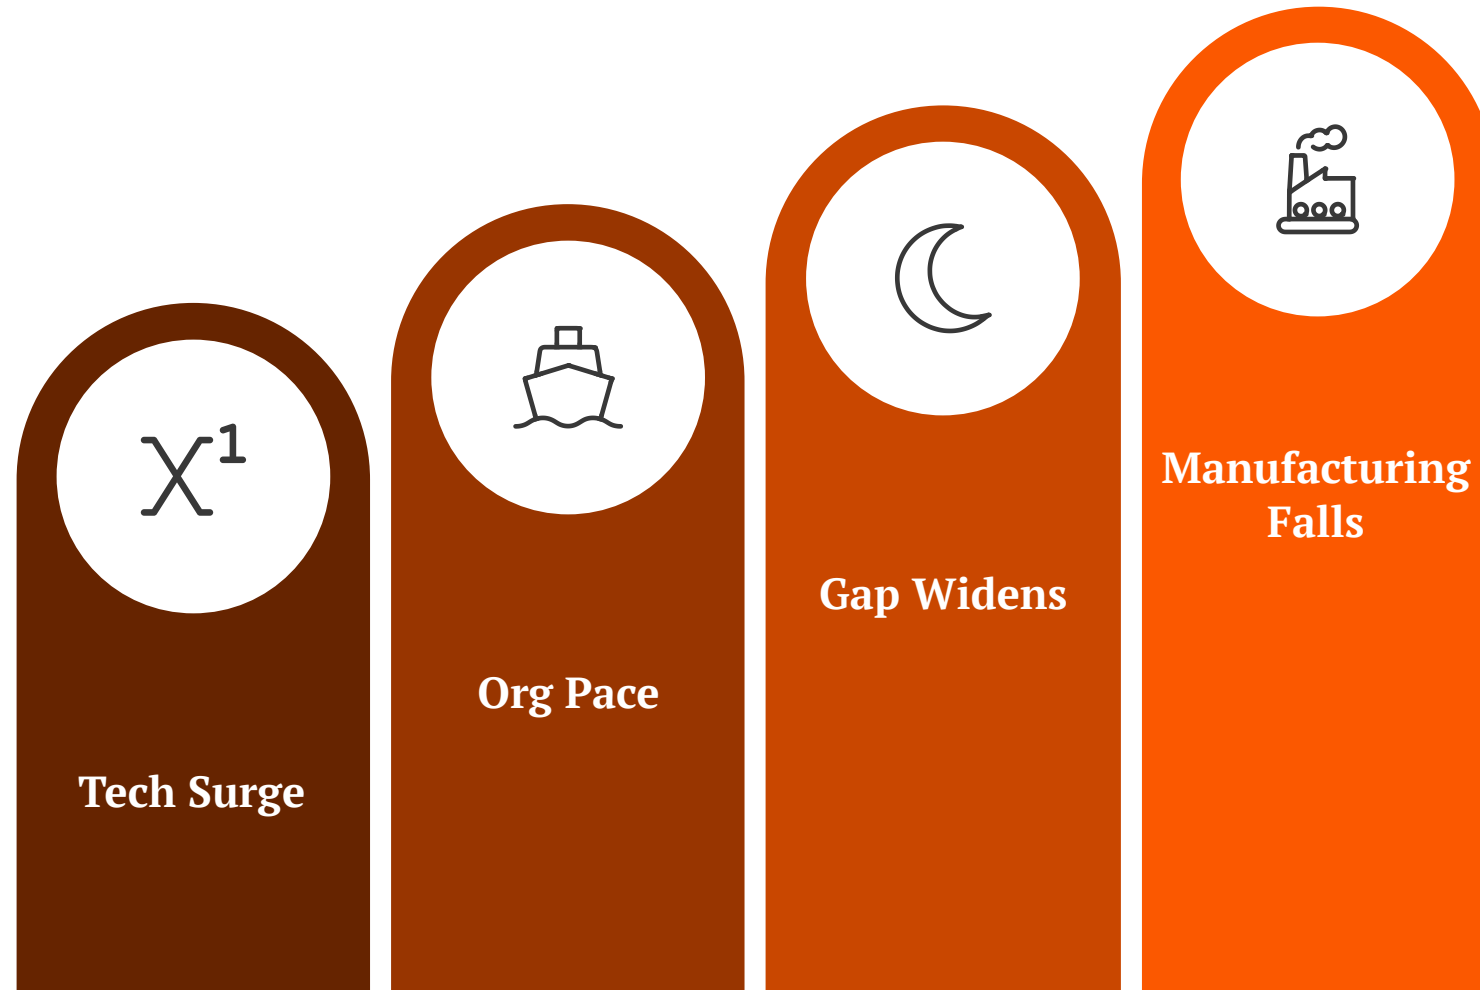 X¹
Tech Surge
Org Pace
Gap Widens
Manufacturing
Falls